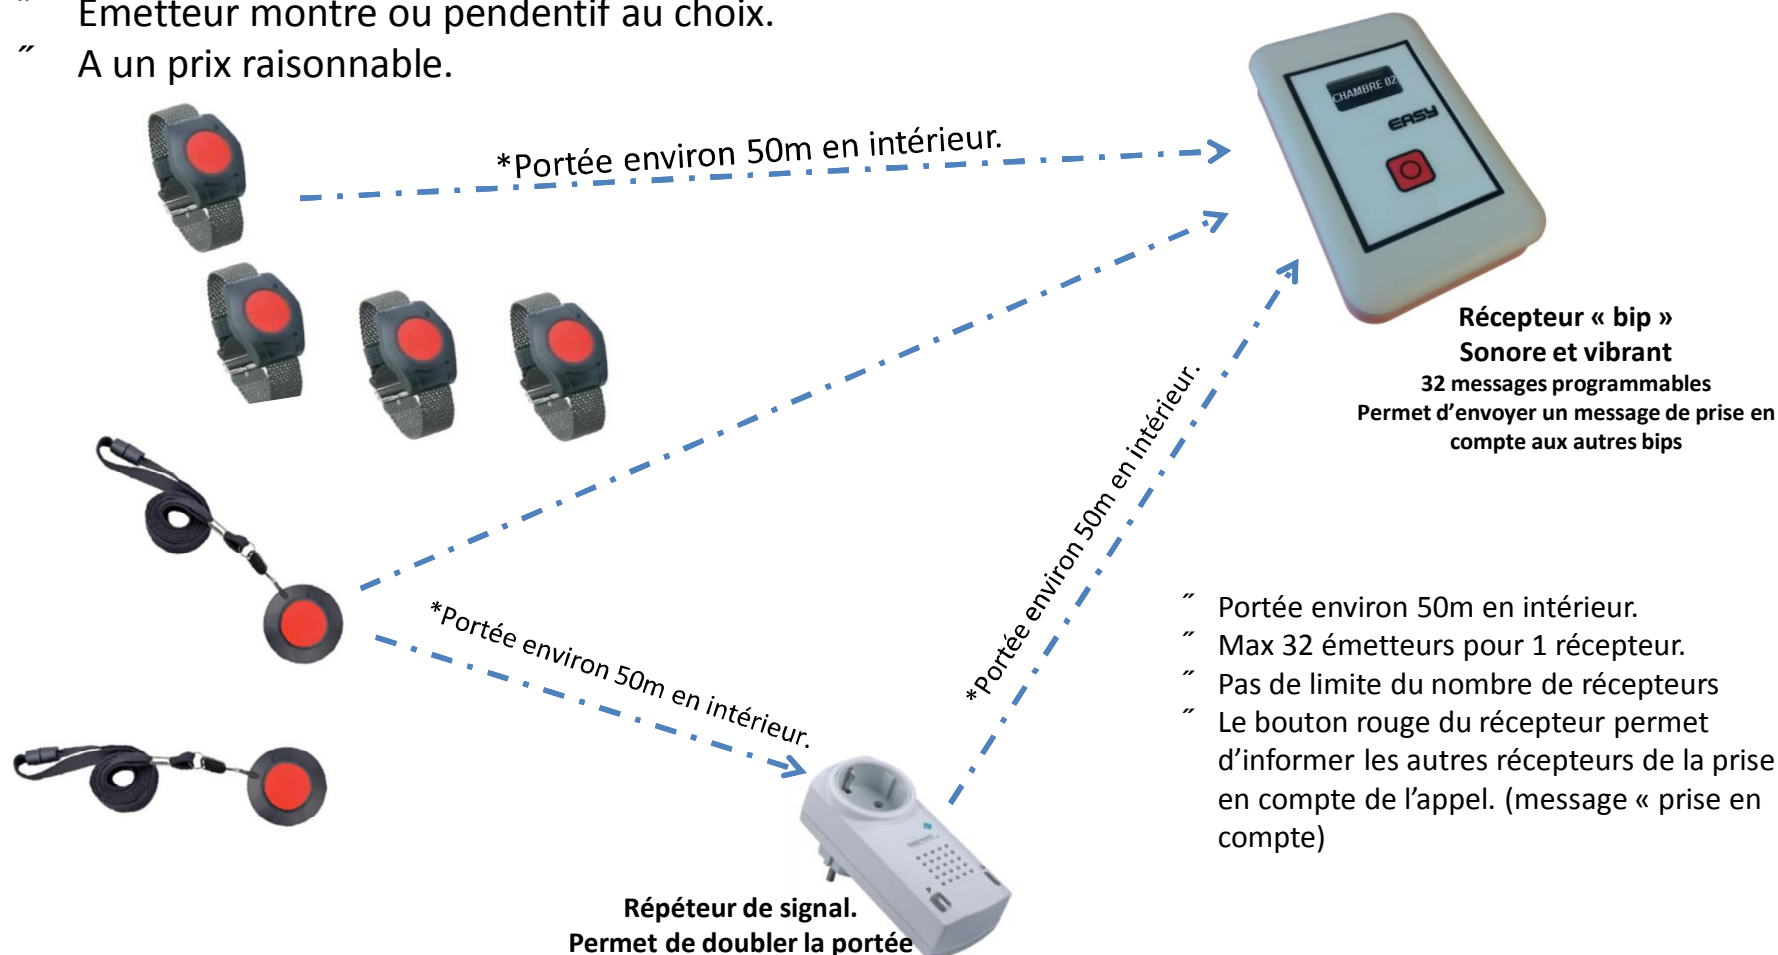 ˝ Emetteur montre ou pendentif au choix.
˝ A un prix raisonnable.
*Portée environ 50m en intérieur.
CHAMBRE 02
EASY
Récepteur « bip »
Sonore et vibrant
32 messages programmables
Permet d’envoyer un message de prise en
compte aux autres bips
*Portée environ 50m en intérieur.
*Portée environ 50m en intérieur.
˝ Portée environ 50m en intérieur.
˝ Max 32 émetteurs pour 1 récepteur.
˝ Pas de limite du nombre de récepteurs
˝ Le bouton rouge du récepteur permet
d’informer les autres récepteurs de la prise
en compte de l’appel. (message « prise en
compte)
Répéteur de signal.
Permet de doubler la portée